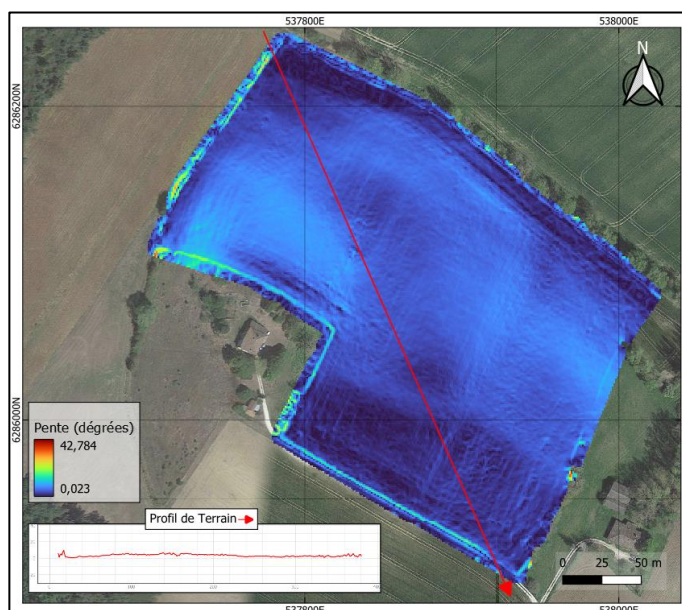 537800E
538000E
N
6286200N
6286000N
Pente (dégrées)
42,784
0,023
Profil de Terrain
0 25 50 m
537800E
538000E